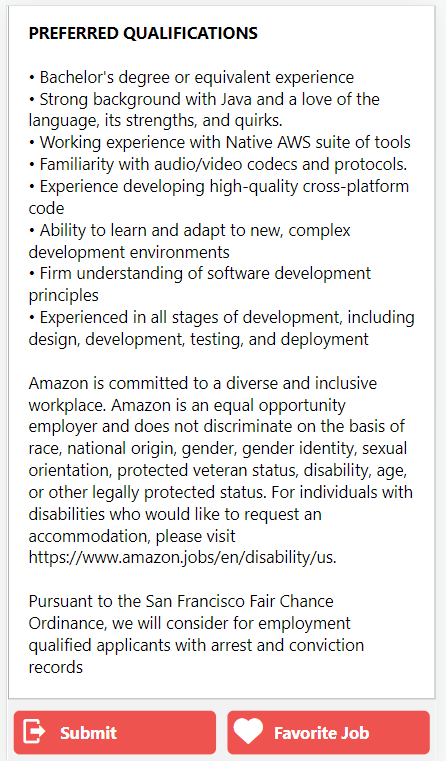 PREFERRED QUALIFICATIONS
• Bachelor's degree or equivalent experience
• Strong background with Java and a love of the
language, its strengths, and quirks.
• Working experience with Native AWS suite of tools
• Familiarity with audio/video codecs and protocols.
• Experience developing high-quality cross-platform
code
• Ability to learn and adapt to new, complex
development environments
• Firm understanding of software development
principles
• Experienced in all stages of development, including
design, development, testing, and deployment
Amazon is committed to a diverse and inclusive
workplace. Amazon is an equal opportunity
employer and does not discriminate on the basis of
race, national origin, gender, gender identity, sexual
orientation, protected veteran status, disability, age,
or other legally protected status. For individuals with
disabilities who would like to request an
accommodation, please visit
https://www.amazon.jobs/en/disability/us.
Pursuant to the San Francisco Fair Chance
Ordinance, we will consider for employment
qualified applicants with arrest and conviction
records
Submit
Favorite Job